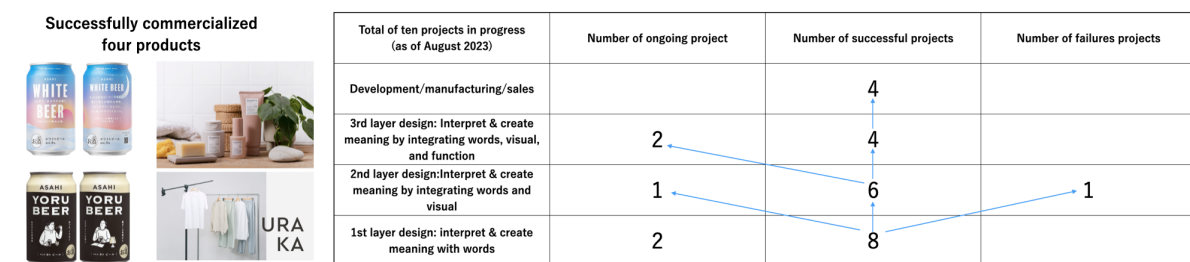 Successfully commercialized
four products
ASAHI
WHITE
BEER
WHITE BEER
ASAHI
YORU
BEER
ASAHI
YORU
BEER
URA
KA
Total of ten projects in progress
(as of August 2023)
Number of ongoing project
Number of successful projects
Number of failures projects
Development/manufacturing/sales
4
3rd layer design: Interpret & create
meaning by integrating words, visual,
and function
2
4
2nd layer design:Interpret & create
meaning by integrating words and
visual
1
6
1
1st layer design: interpret & create
meaning with words
2
8